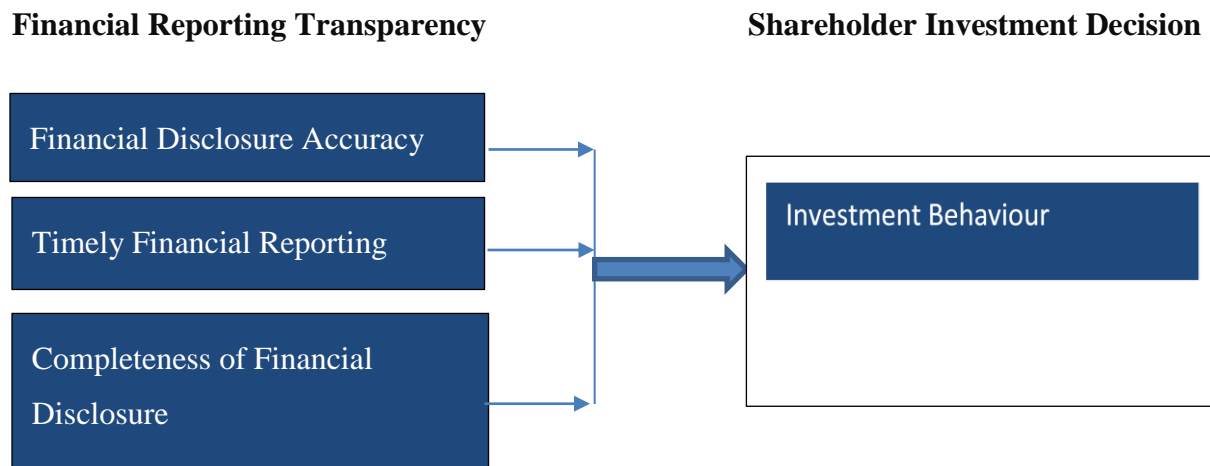 Financial Reporting Transparency
Shareholder Investment Decision
Financial Disclosure Accuracy
Timely Financial Reporting
Completeness of Financial
Disclosure
Investment Behaviour